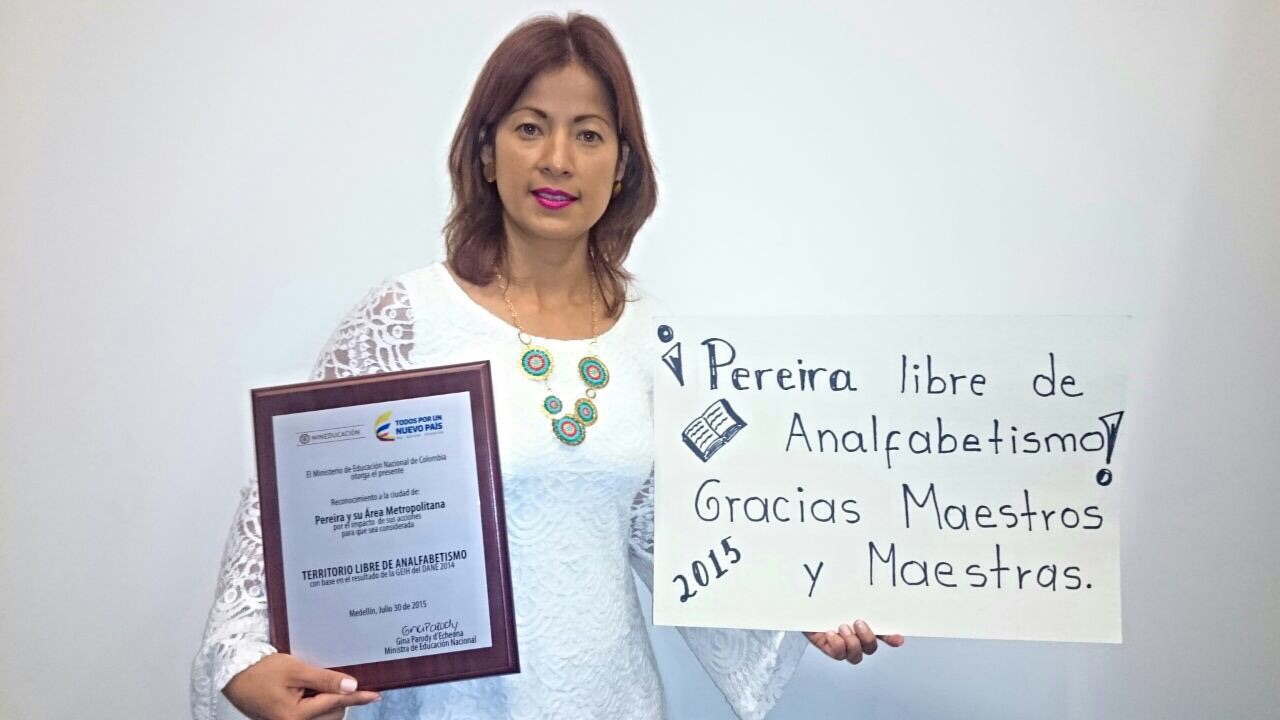 MINEDUCACIÓN
TODOS POR UN
NUEVO PAÍS
El Ministerio de Educación Nacional de Colombia
otorga el presente
Reconocimiento a la ciudad de:
Pereira y su Área Metropolitana
por el impacto de sus acciones
para que sea considerada
TERRITORIO LIBRE DE ANALFABETISMO
con base en el resultado de la GEIH del DANE 2014
Medellín, Julio 30 de 2015
Gina Parody
Gina Parody d'Echeona
Ministra de Educación Nacional
¡Pereira libre de
Analfabetismo!
Gracias Maestros
2015 y Maestras.